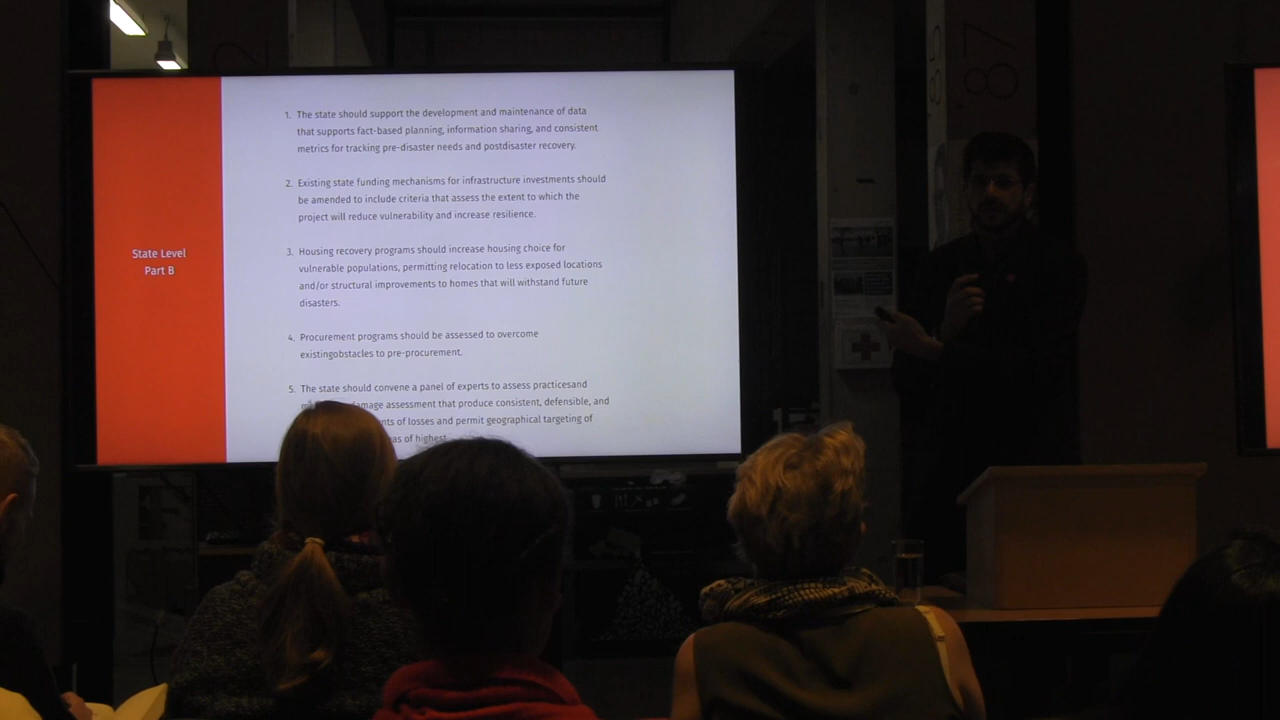 State Level
Part B
1. The state should support the development and maintenance of data
that supports fact-based planning, information sharing, and consistent
metrics for tracking pre-disaster needs and postdisaster recovery.
2. Existing state funding mechanisms for infrastructure investments should
be amended to include criteria that assess the extent to which the
project will reduce vulnerability and increase resilience.
3. Housing recovery programs should increase housing choice for
vulnerable populations, permitting relocation to less exposed locations
and/or structural improvements to homes that will withstand future
disasters.
4. Procurement programs should be assessed to overcome
existingobstacles to pre-procurement.
5. The state should convene a panel of experts to assess practicesand
damage assessment that produce consistent, defensible, and
of losses and permit geographical targeting of
of highest
87